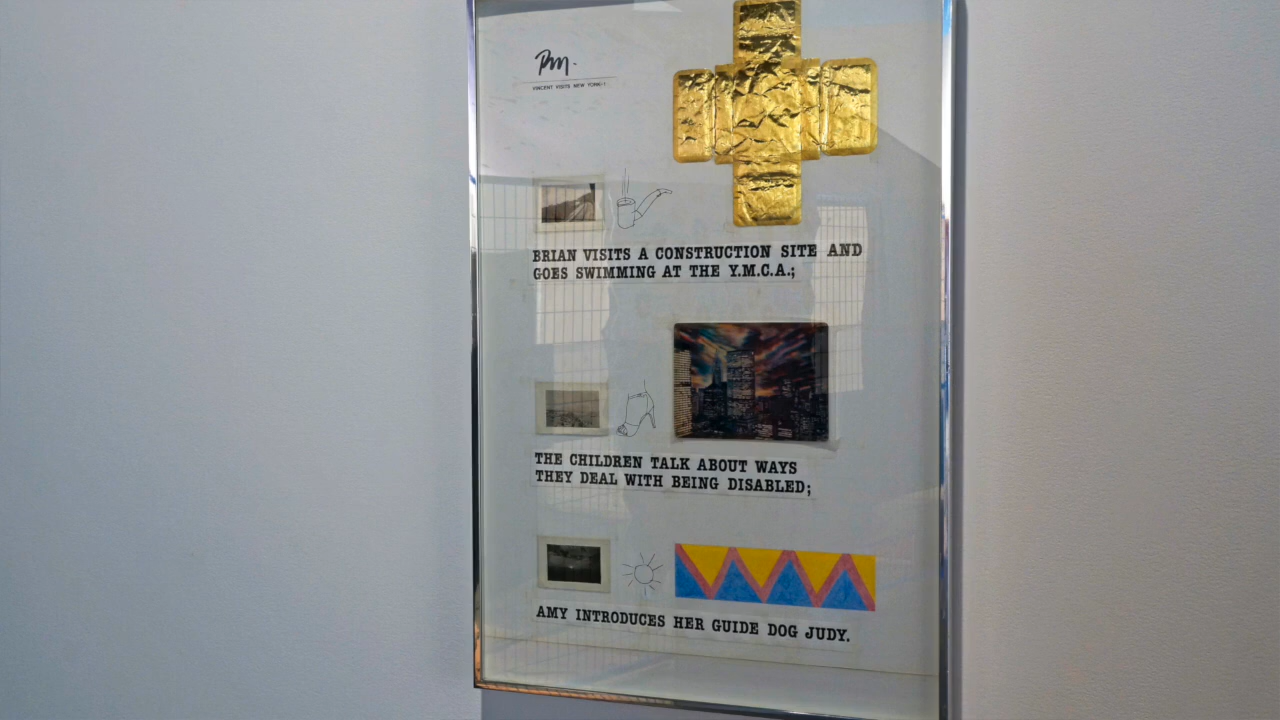 VINCENT VISITS NEW YORK-1
BRIAN VISITS A CONSTRUCTION SITE AND
GOES SWIMMING AT THE Y.M.C.A.;
THE CHILDREN TALK ABOUT WAYS
THEY DEAL WITH BEING DISABLED;
AMY INTRODUCES HER GUIDE DOG JUDY.